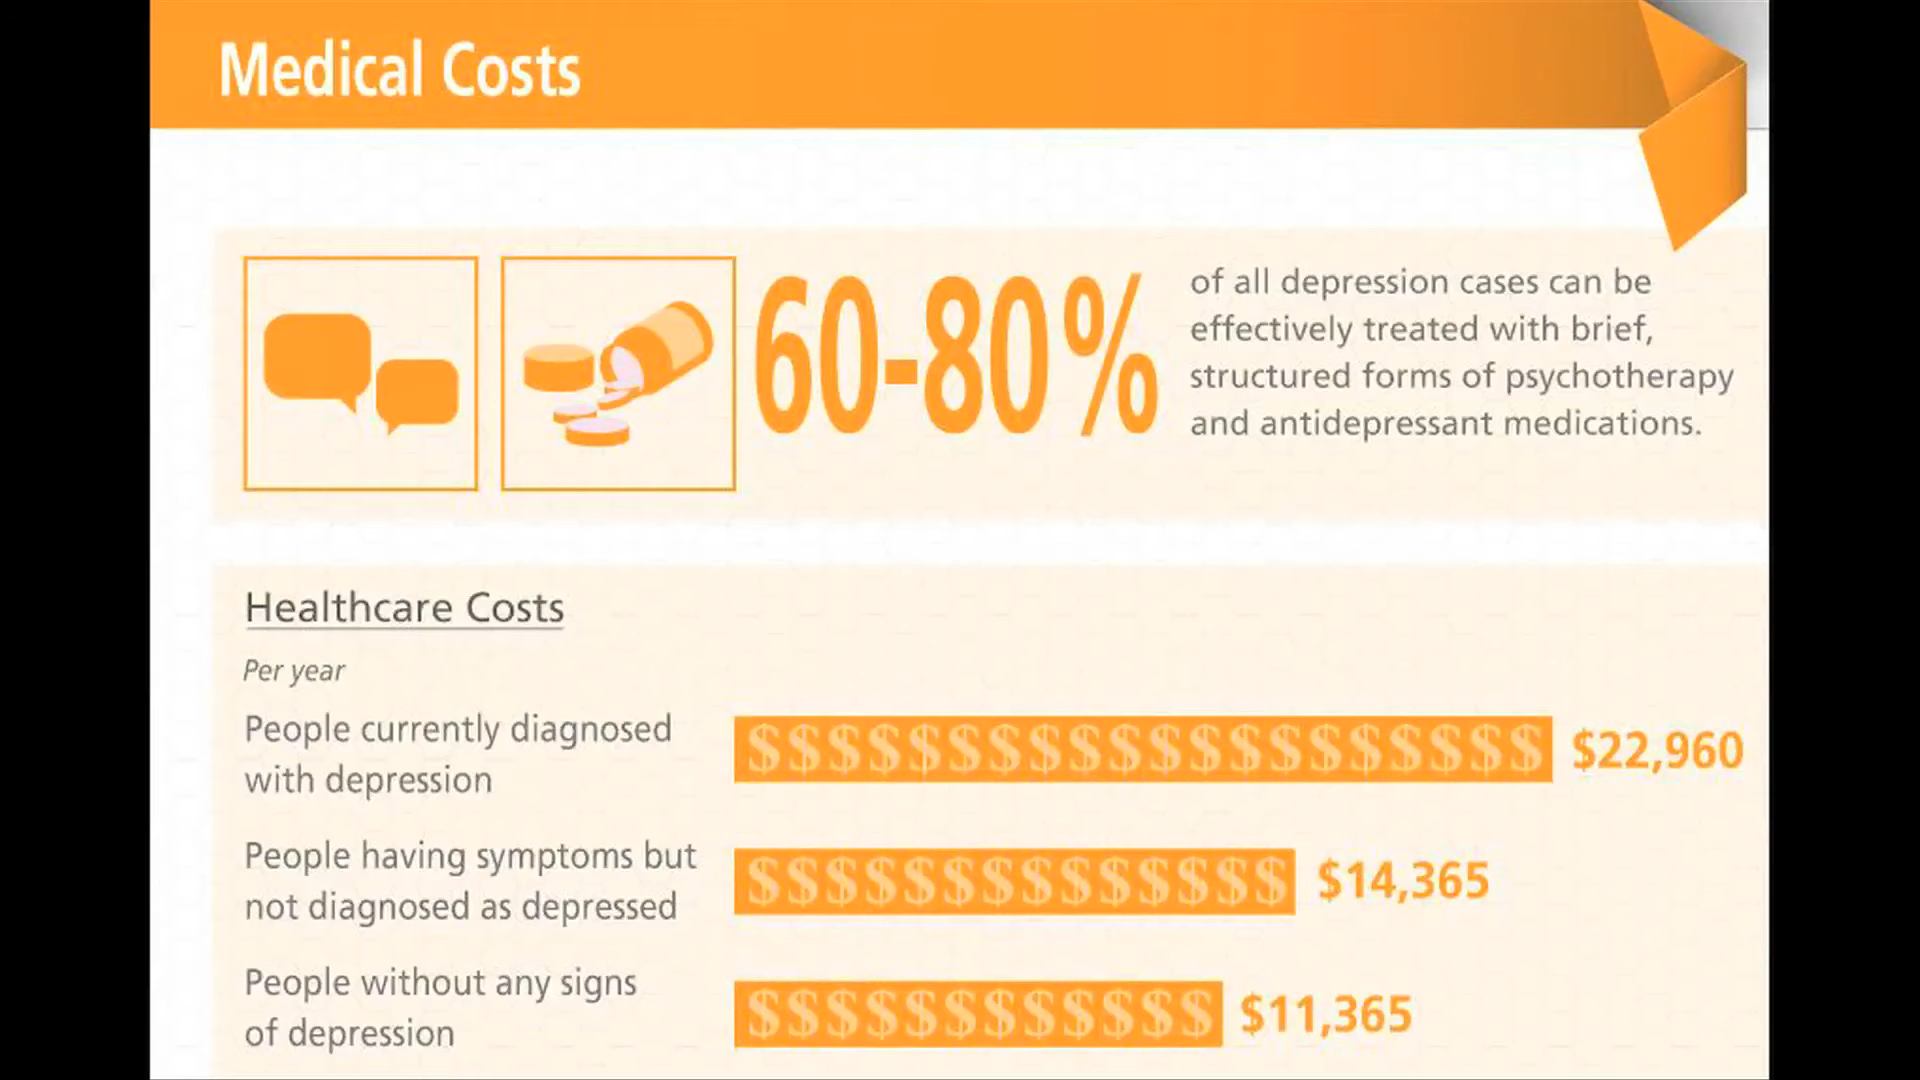 Medical Costs
60-80%
of all depression cases can be
effectively treated with brief,
structured forms of psychotherapy
and antidepressant medications.
Healthcare Costs
Per year
People currently diagnosed
with depression
$$$$$$$$$$$$$$$$$$$$ $22,960
People having symptoms but
not diagnosed as depressed
$$$$$$$$$$$$$$ $14,365
People without any signs
of depression
$$$$$$$$$$$$ $11,365